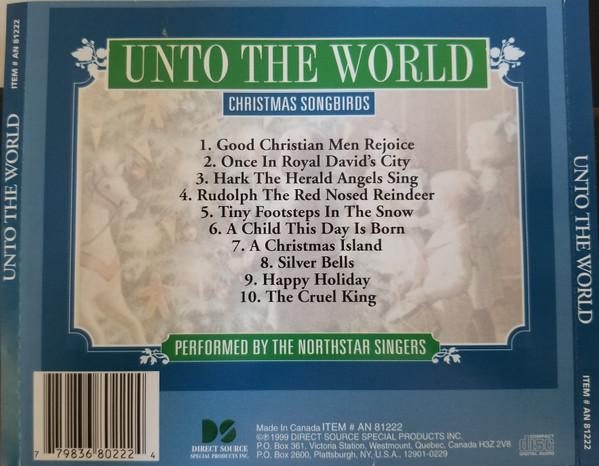 UNTO THE WORLD
CHRISTMAS SONGBIRDS
1. Good Christian Men Rejoice
2. Once In Royal David's City
3. Hark The Herald Angels Sing
4. Rudolph The Red Nosed Reindeer
5. Tiny Footsteps In The Snow
6. A Child This Day Is Born
7. A Christmas Island
8. Silver Bells
9. Happy Holiday
10. The Cruel King
PERFORMED BY THE NORTHSTAR SINGERS
7 79836 80222 4
DS
DIRECT SOURCE
SPECIAL PRODUCTS INC.
Made In Canada ITEM # AN 81222
©℗ 1999 DIRECT SOURCE SPECIAL PRODUCTS INC.
P.O. Box 361, Victoria Station, Westmount, Quebec, Canada H3Z 2V8
P.O. Box 2600, Plattsburgh, NY, U.S.A., 12901-0229
COMPACT
disc
DIGITAL AUDIO
ITEM # AN 81222
UNTO THE WORLD
UNTO THE WORLD
ITEM # AN 81222